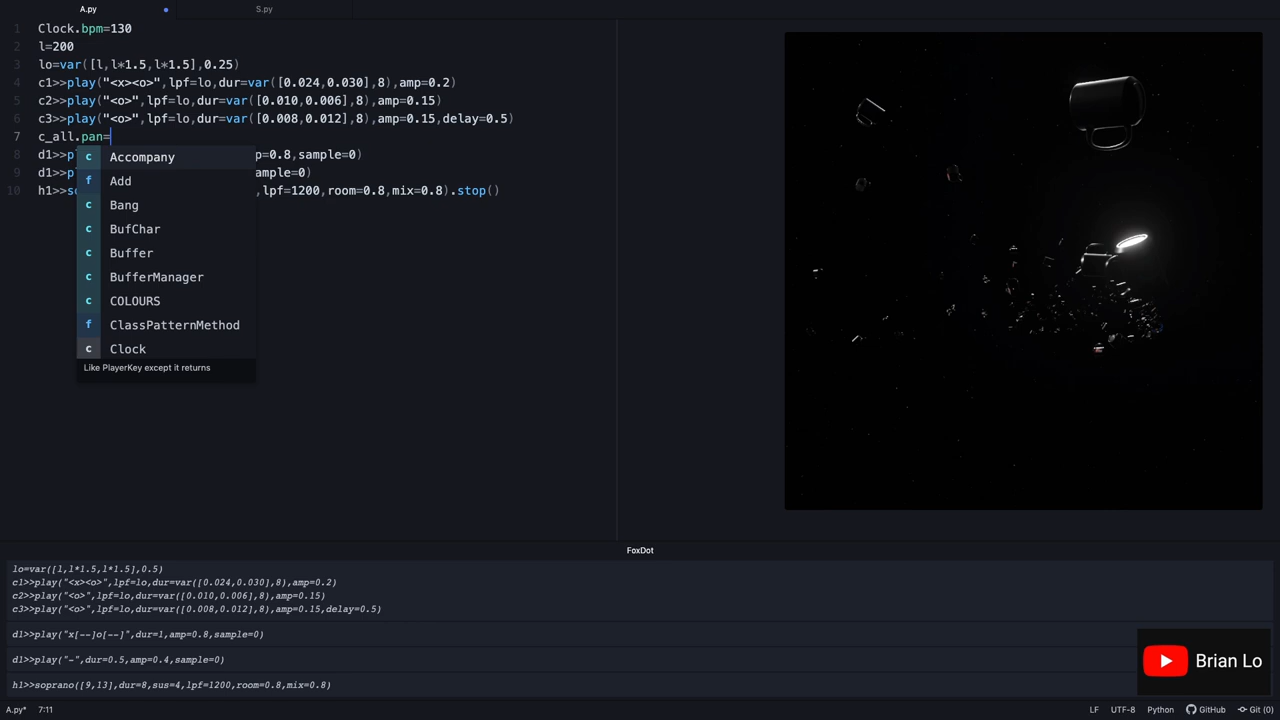 A.py
S.py
1 Clock.bpm=130
2 l=200
3 lo=var([l,l*1.5,l*1.5],0.25)
4 c1>>play("<x><o>",lpf=lo,dur=var([0.024,0.030],8),amp=0.2)
5 c2>>play("<o>",lpf=lo,dur=var([0.010,0.006],8),amp=0.15)
6 c3>>play("<o>",lpf=lo,dur=var([0.008,0.012],8),amp=0.15,delay=0.5)
7 c_all.pan=
8 d1>>p p=0.8,sample=0)
9 d1>>p ample=0)
10 h1>>so ,lpf=1200,room=0.8,mix=0.8).stop()
c Accompany
f Add
c Bang
c BufChar
c Buffer
c BufferManager
c COLOURS
f ClassPatternMethod
c Clock
Like PlayerKey except it returns
FoxDot
lo=var([l,l*1.5,l*1.5],0.5)
c1>>play("<x><o>",lpf=lo,dur=var([0.024,0.030],8),amp=0.2)
c2>>play("<o>",lpf=lo,dur=var([0.010,0.006],8),amp=0.15)
c3>>play("<o>",lpf=lo,dur=var([0.008,0.012],8),amp=0.15,delay=0.5)
d1>>play("x[--]o[--]",dur=1,amp=0.8,sample=0)
d1>>play("-",dur=0.5,amp=0.4,sample=0)
h1>>soprano([9,13],dur=8,sus=4,lpf=1200,room=0.8,mix=0.8)
Brian Lo
A.py* 7:11 LF UTF-8 Python GitHub Git (0)